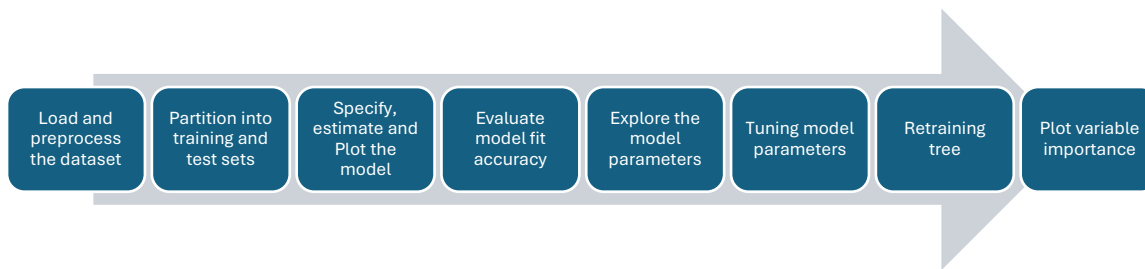 Load and
preprocess
the dataset
Partition into
training and
test sets
Specify,
estimate and
Plot the
model
Evaluate
model fit
accuracy
Explore the
model
parameters
Tuning model
parameters
Retraining
tree
Plot variable
importance